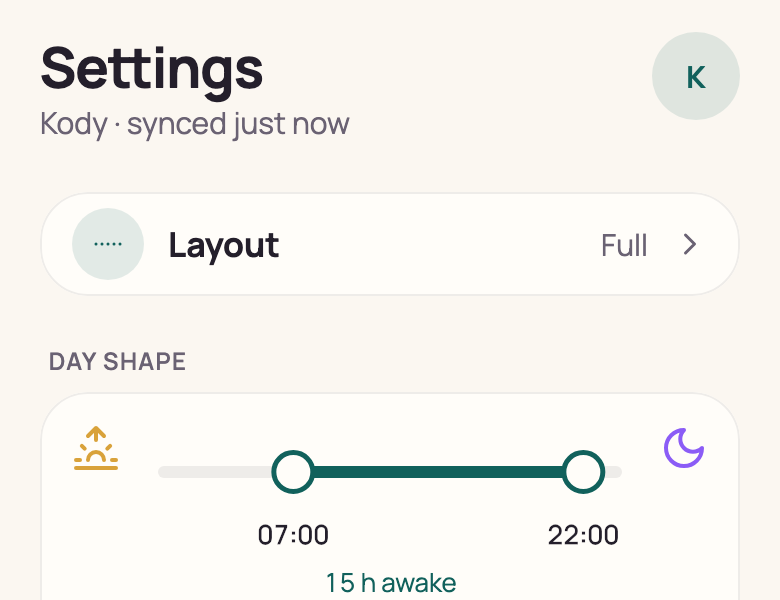 Settings
K
Kody · synced just now
Layout
Full
DAY SHAPE
07:00
22:00
15 h awake